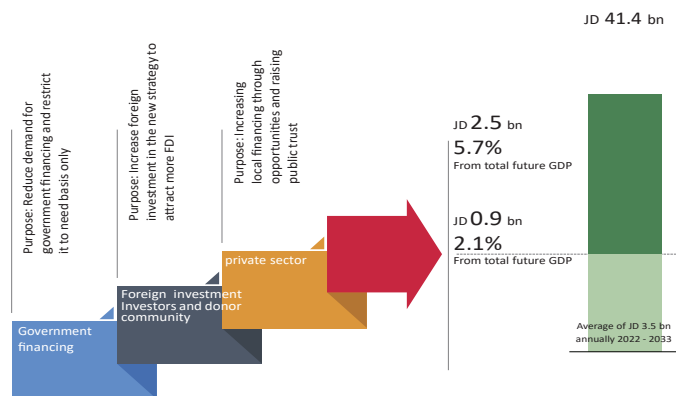 JD 41.4 bn
Purpose: Reduce demand for
government financing and restrict
it to need basis only
Purpose: Increase foreign
investment in the new strategy to
attract more FDI
Purpose: Increasing
local financing through
opportunities and raising
public trust
JD 2.5 bn
5.7%
From total future GDP
JD 0.9 bn
2.1%
From total future GDP
private sector
Foreign investment
Investors and donor
community
Government
financing
Average of JD 3.5 bn
annually 2022 - 2033